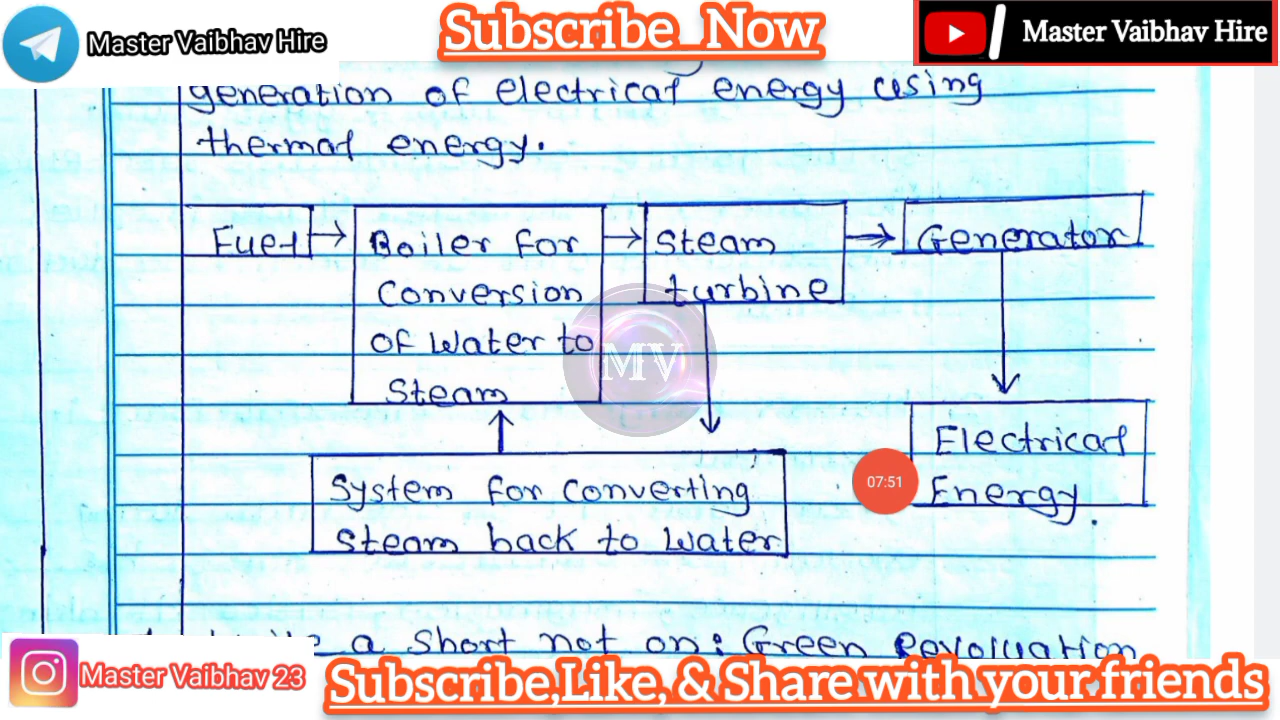 Master Vaibhav Hire
Subscribe Now
Master Vaibhav Hire
generation of electrical energy using
thermal energy.
Fuel
Boiler for
Conversion
of Water to
Steam
Steam
turbine
Generator
MV
System for converting
Steam back to Water
Electrical
Energy.
07:51
a short not on: Green Revoluation
Master Vaibhav 23
Subscribe,Like, & Share with your friends